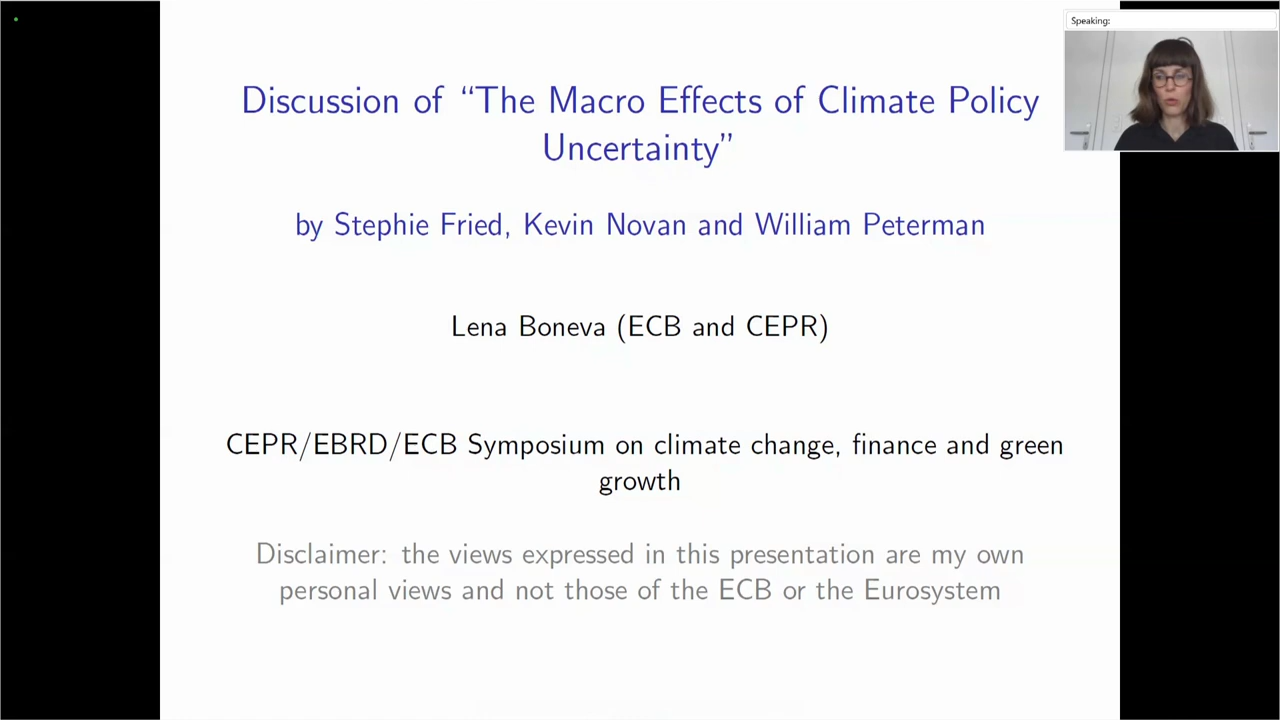 Speaking:
Discussion of “The Macro Effects of Climate Policy
Uncertainty”
by Stephie Fried, Kevin Novan and William Peterman
Lena Boneva (ECB and CEPR)
CEPR/EBRD/ECB Symposium on climate change, finance and green
growth
Disclaimer: the views expressed in this presentation are my own
personal views and not those of the ECB or the Eurosystem